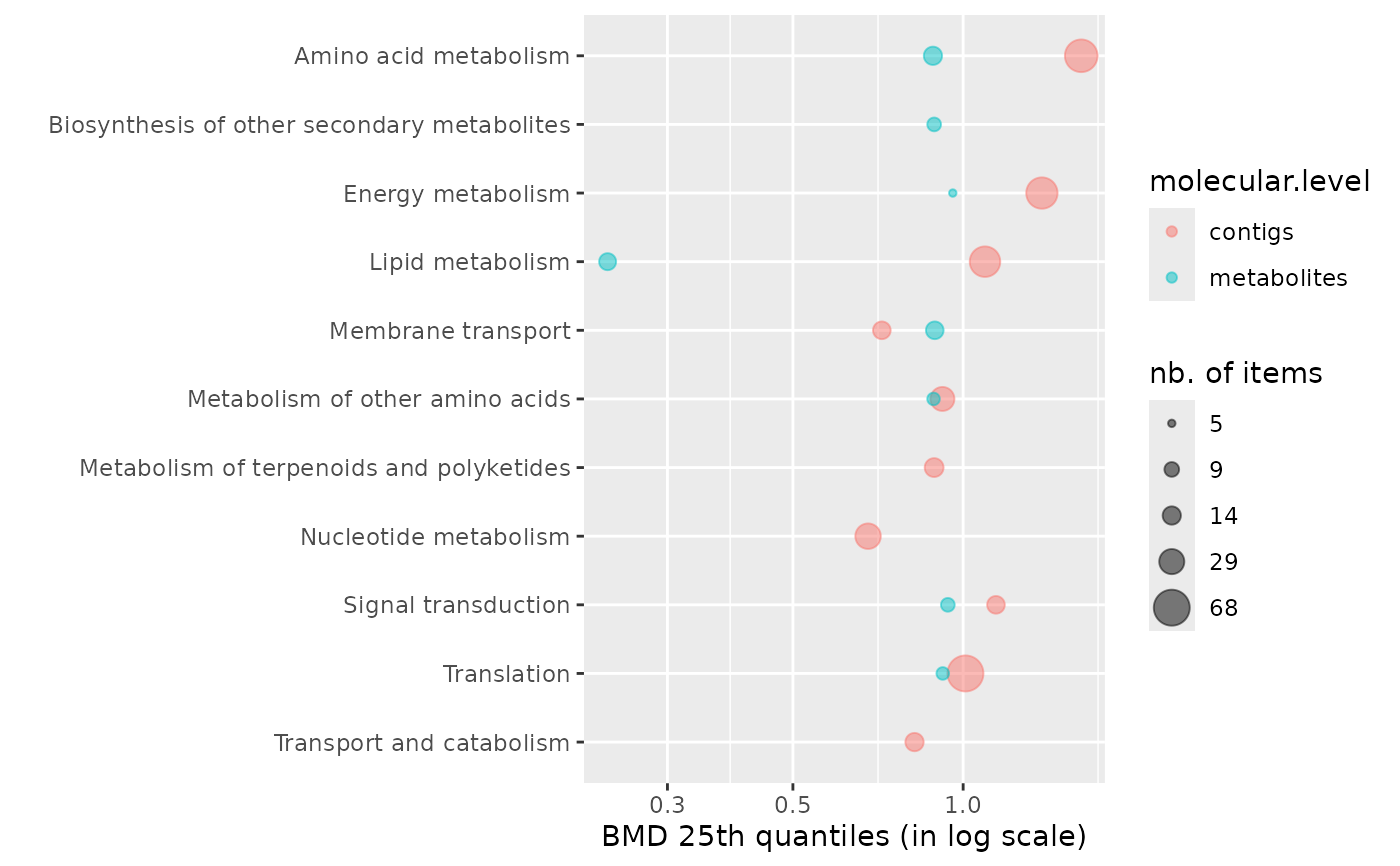 Amino acid metabolism
Biosynthesis of other secondary metabolites
Energy metabolism
Lipid metabolism
Membrane transport
Metabolism of other amino acids
Metabolism of terpenoids and polyketides
Nucleotide metabolism
Signal transduction
Translation
Transport and catabolism
0.3 0.5 1.0
BMD 25th quantiles (in log scale)
molecular.level
contigs
metabolites
nb. of items
5
9
14
29
68